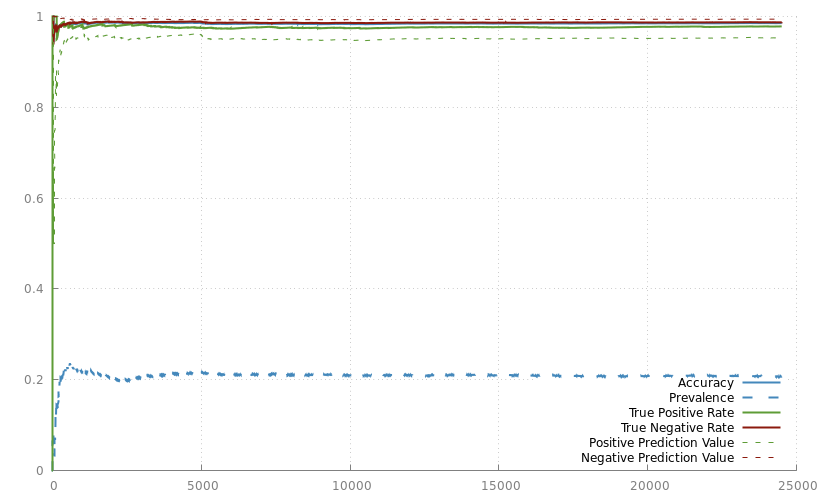 1
0.8
0.6
0.4
0.2
0
Accuracy
Prevalence
True Positive Rate
True Negative Rate
Positive Prediction Value
Negative Prediction Value
0 5000 10000 15000 20000 25000